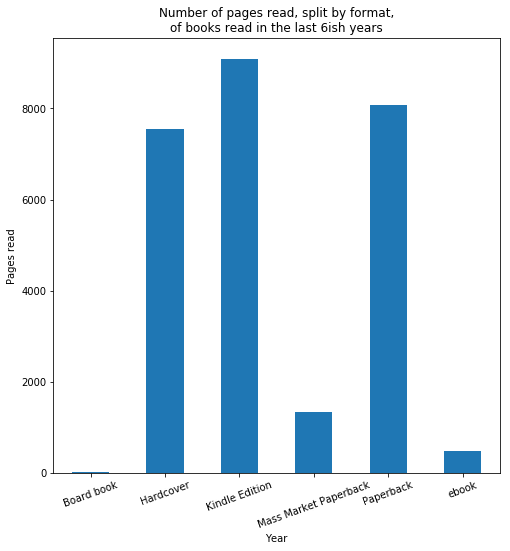 Number of pages read, split by format,
of books read in the last 6ish years
Pages read
8000
6000
4000
2000
0
Board book
Hardcover
Kindle Edition
Mass Market Paperback
Paperback
ebook
Year